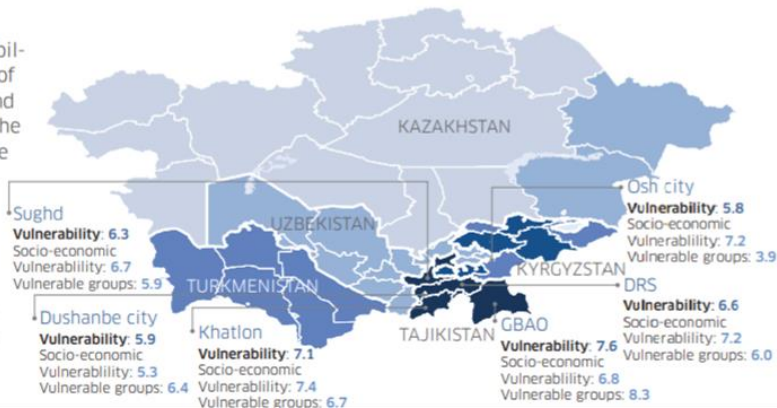 bil-
of
nd
he
e
KAZAKHSTAN
UZBEKISTAN
TURKMENISTAN
KYRGYZSTAN
TAJIKISTAN
Sughd
Vulnerability: 6.3
Socio-economic
Vulnerablility: 6.7
Vulnerable groups: 5.9
Dushanbe city
Vulnerability: 5.9
Socio-economic
Vulnerablility: 5.3
Vulnerable groups: 6.4
Khatlon
Vulnerability: 7.1
Socio-economic
Vulnerablility: 7.4
Vulnerable groups: 6.7
GBAO
Vulnerability: 7.6
Socio-economic
Vulnerablility: 6.8
Vulnerable groups: 8.3
Osh city
Vulnerability: 5.8
Socio-economic
Vulnerablility: 7.2
Vulnerable groups: 3.9
DRS
Vulnerability: 6.6
Socio-economic
Vulnerablility: 7.2
Vulnerable groups: 6.0